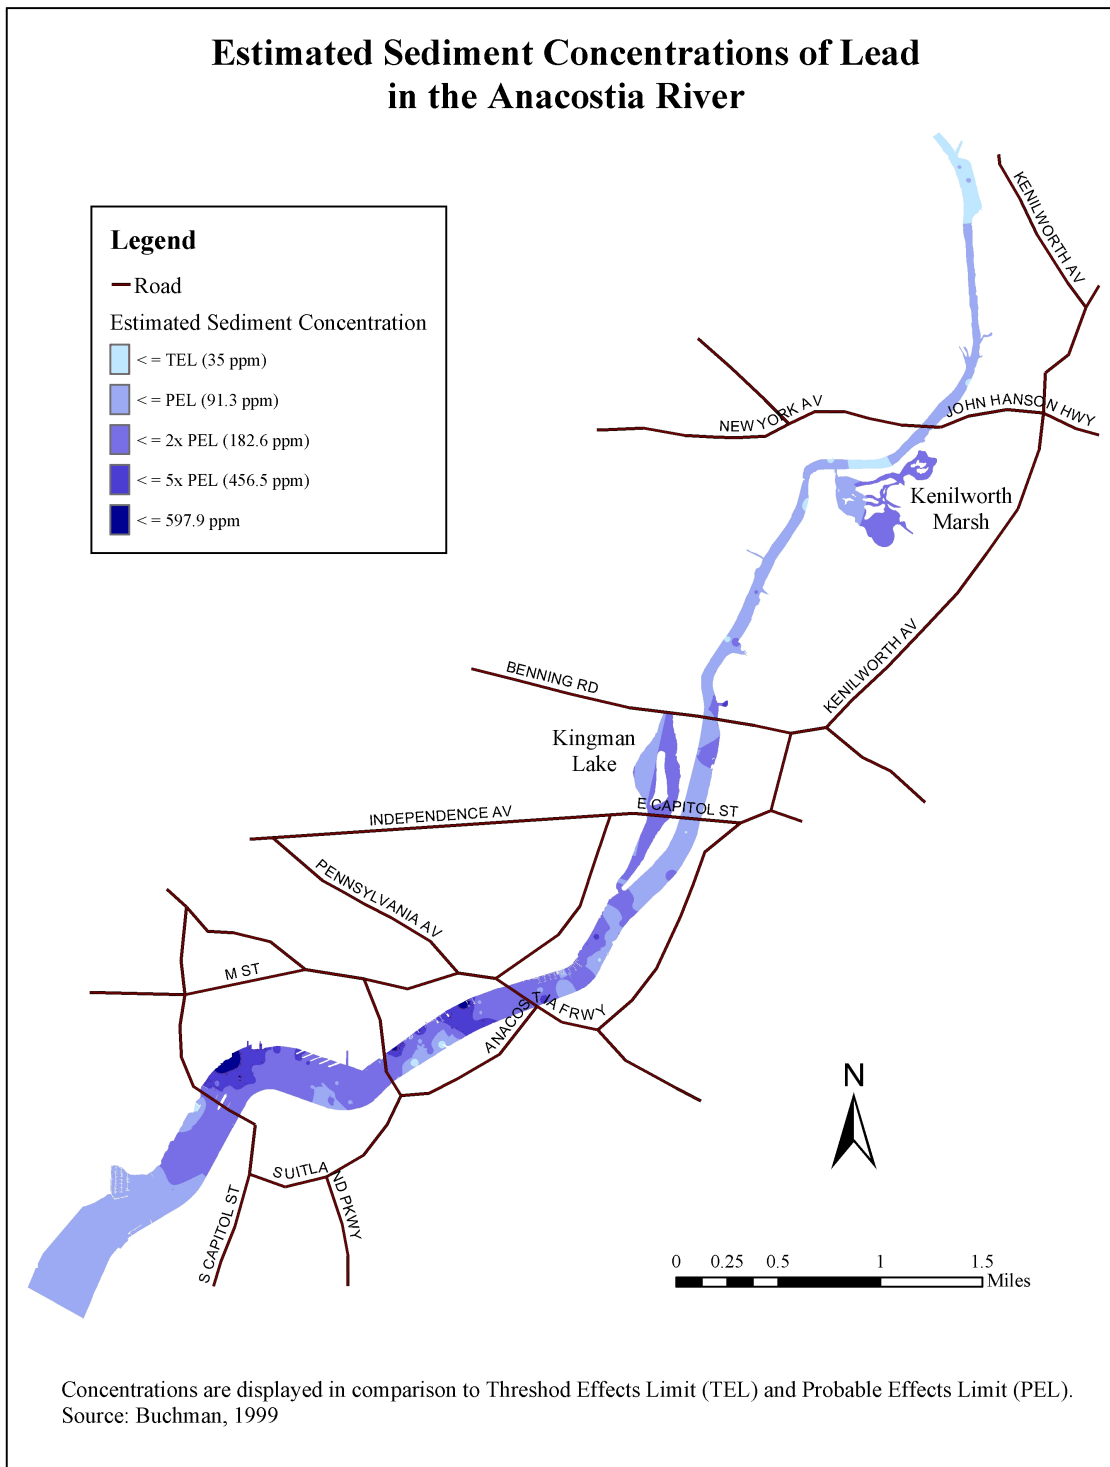 Estimated Sediment Concentrations of Lead
in the Anacostia River
Legend
Road
Estimated Sediment Concentration
< = TEL (35 ppm)
< = PEL (91.3 ppm)
< = 2x PEL (182.6 ppm)
< = 5x PEL (456.5 ppm)
< = 597.9 ppm
KENILWORTH AV
NEW YORK AV
JOHN HANSON HWY
Kenilworth
Marsh
KENILWORTH AV
BENNING RD
Kingman
Lake
E CAPITOL ST
INDEPENDENCE AV
PENNSYLVANIA AV
M ST
ANACOSTIA FRWY
SUITLAND PKWY
S CAPITOL ST
N
0 0.25 0.5 1 1.5
Miles
Concentrations are displayed in comparison to Threshod Effects Limit (TEL) and Probable Effects Limit (PEL).
Source: Buchman, 1999